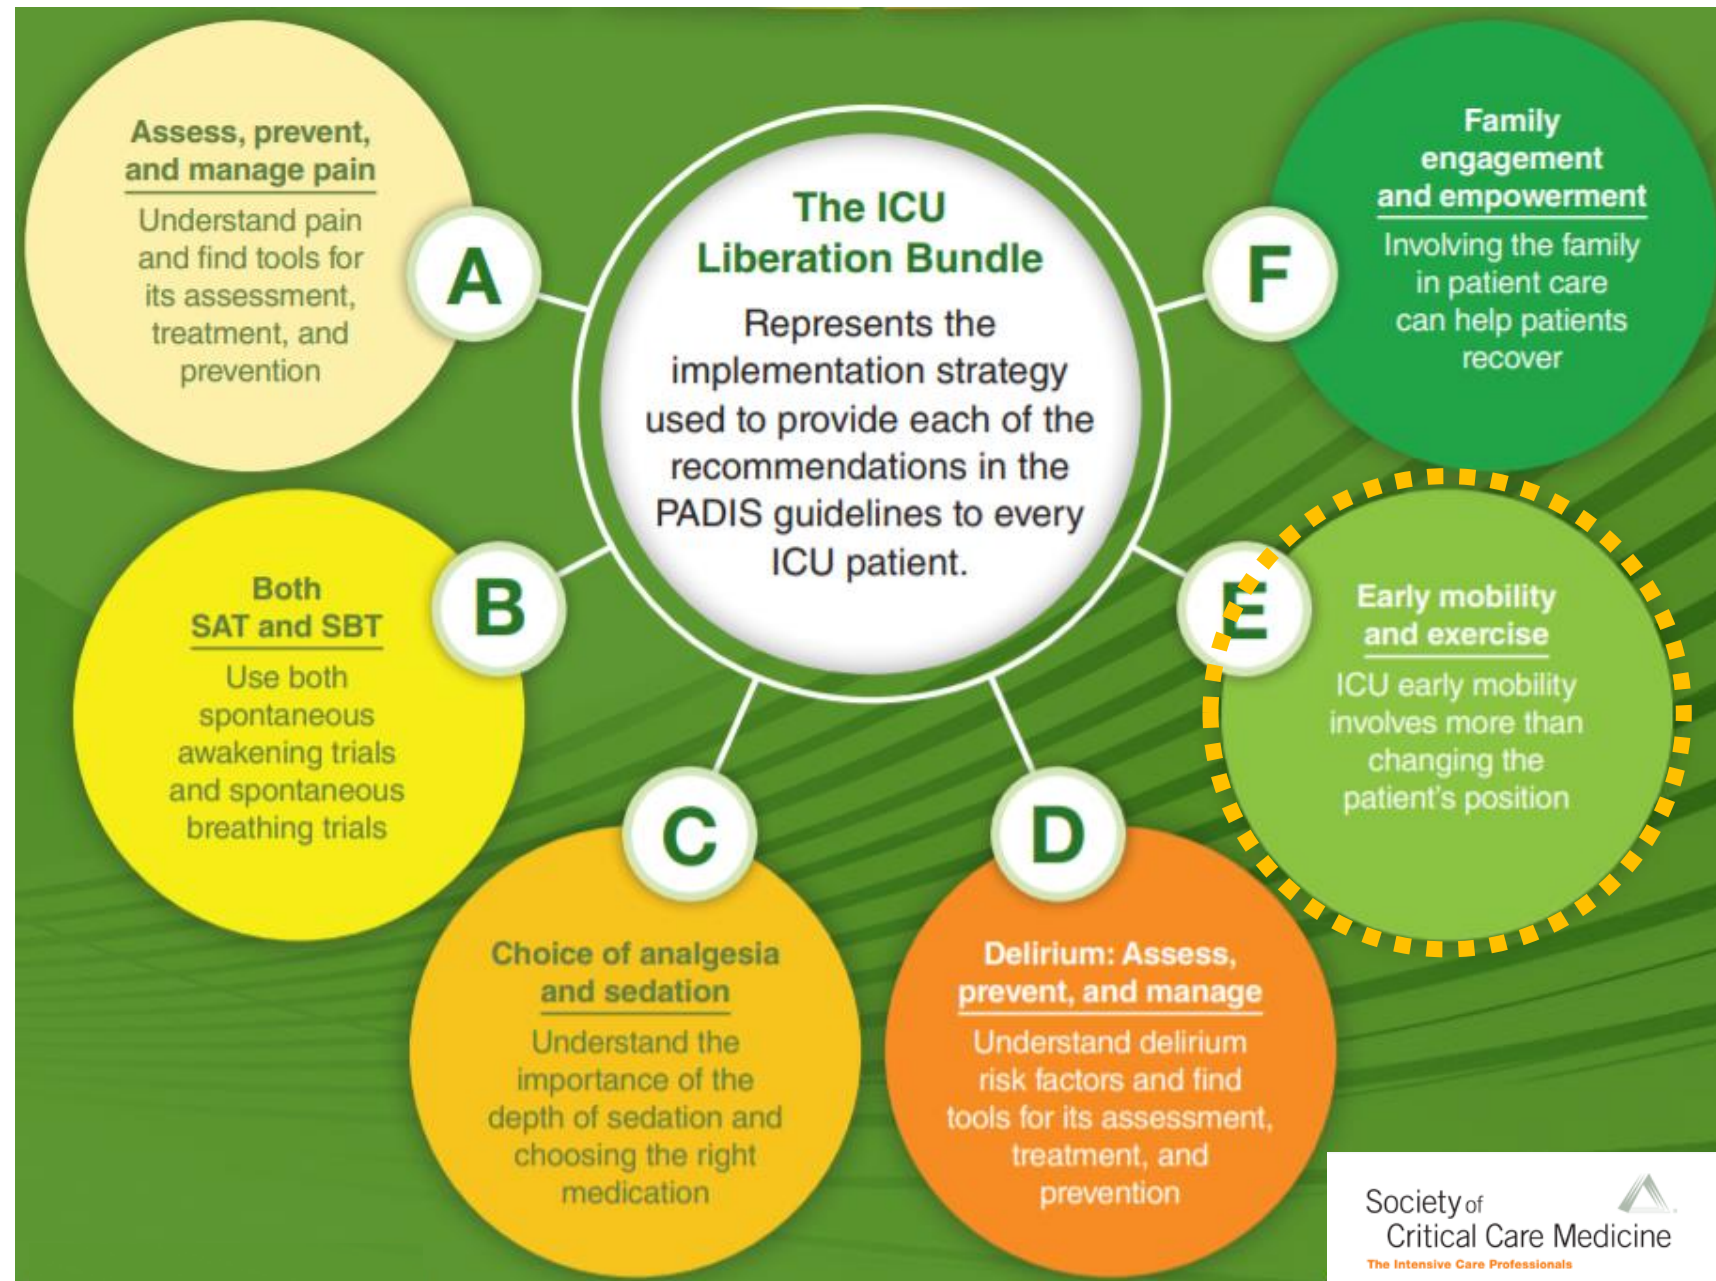 The ICU
Liberation Bundle
Represents the
implementation strategy
used to provide each of the
recommendations in the
PADIS guidelines to every
ICU patient.
A
Assess, prevent,
and manage pain
Understand pain
and find tools for
its assessment,
treatment, and
prevention
B
Both
SAT and SBT
Use both
spontaneous
awakening trials
and spontaneous
breathing trials
C
Choice of analgesia
and sedation
Understand the
importance of the
depth of sedation and
choosing the right
medication
D
Delirium: Assess,
prevent, and manage
Understand delirium
risk factors and find
tools for its assessment,
treatment, and
prevention
E
Early mobility
and exercise
ICU early mobility
involves more than
changing the
patient's position
F
Family
engagement
and empowerment
Involving the family
in patient care
can help patients
recover
Society of
Critical Care Medicine
The Intensive Care Professionals